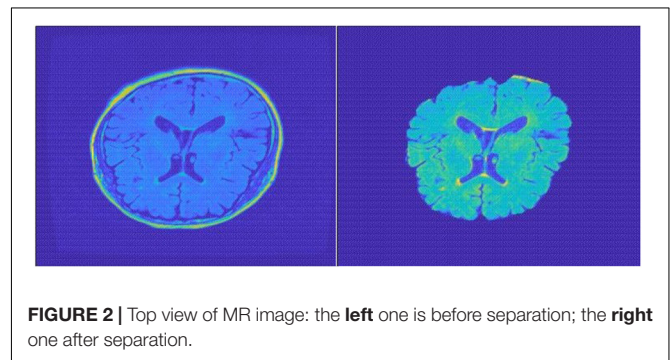 FIGURE 2 | Top view of MR image: the left one is before separation; the right
one after separation.